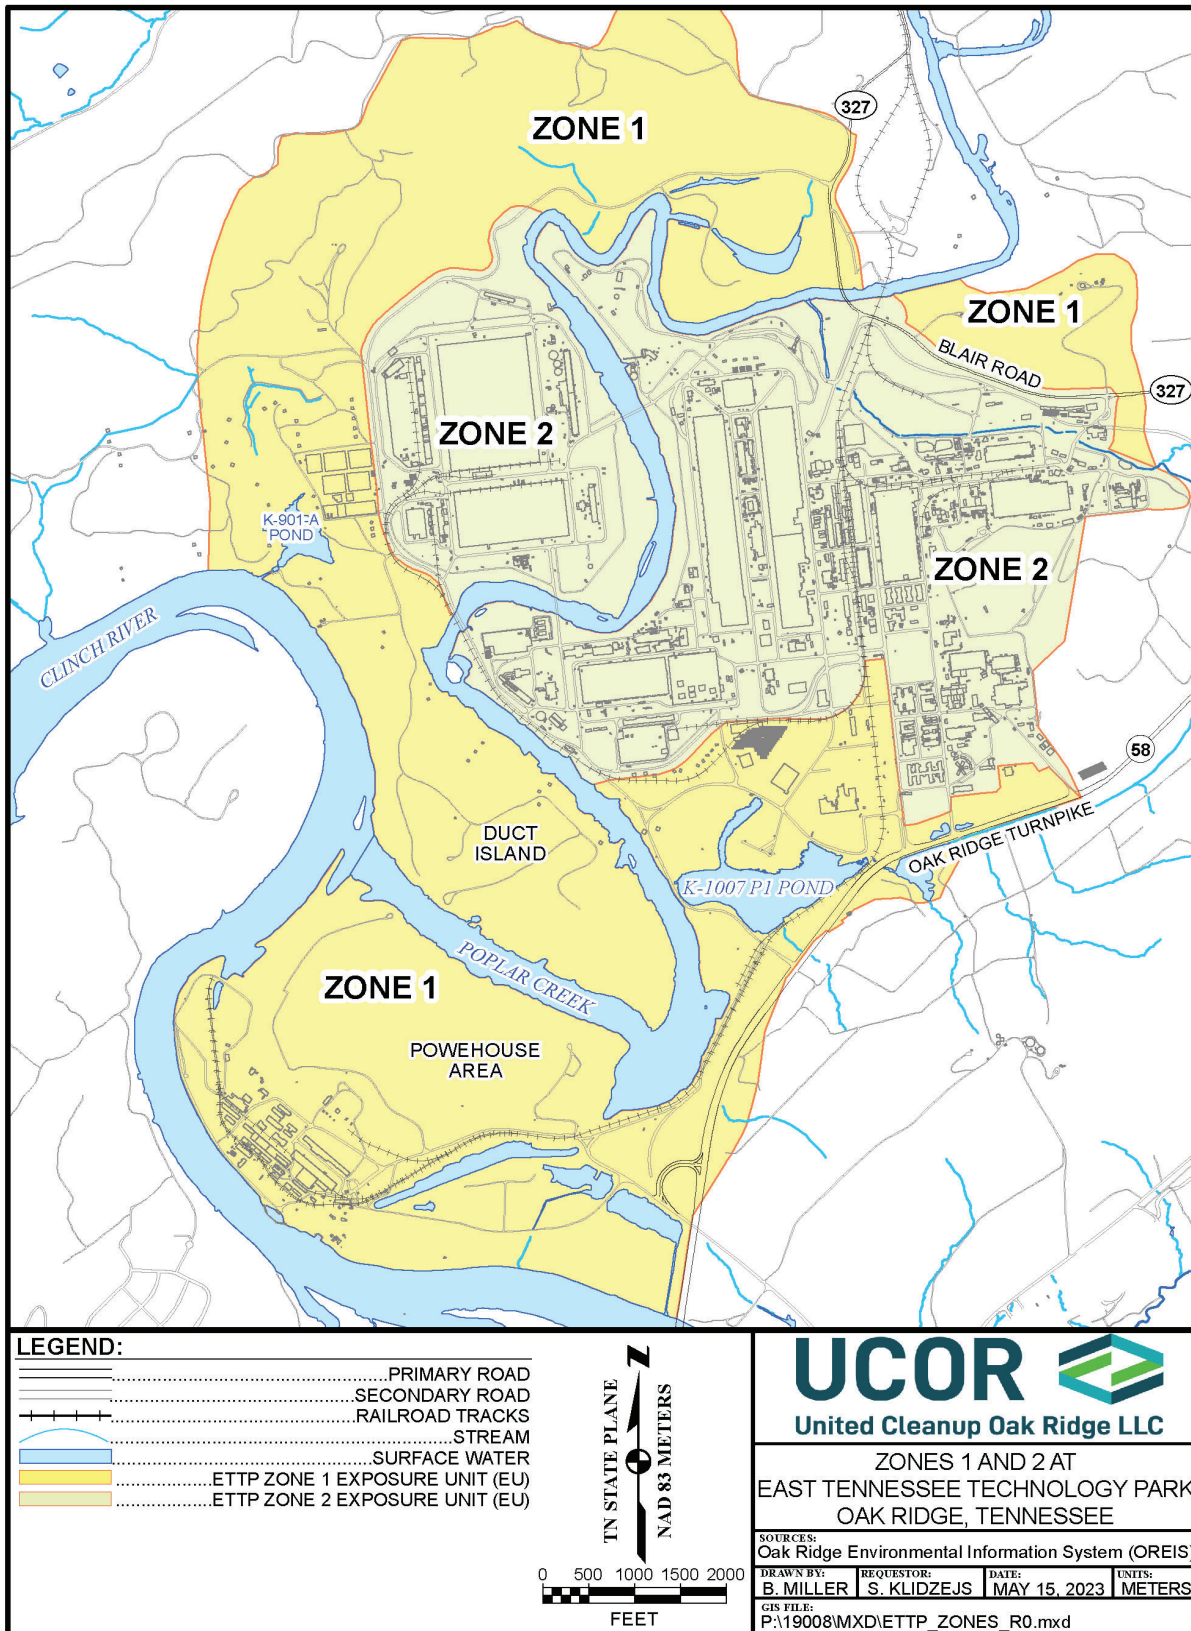 ZONE 1
327
ZONE 1
BLAIR ROAD
327
ZONE 2
K-901-A
POND
ZONE 2
CLINCH RIVER
58
DUCT
ISLAND
OAK RIDGE TURNPIKE
K-1007 P1 POND
POPLAR CREEK
ZONE 1
POWEHOUSE
AREA
LEGEND:
PRIMARY ROAD
SECONDARY ROAD
RAILROAD TRACKS
STREAM
SURFACE WATER
ETTP ZONE 1 EXPOSURE UNIT (EU)
ETTP ZONE 2 EXPOSURE UNIT (EU)
N
TN STATE PLANE
NAD 83 METERS
0 500 1000 1500 2000
FEET
UCOR
United Cleanup Oak Ridge LLC
ZONES 1 AND 2 AT
EAST TENNESSEE TECHNOLOGY PARK
OAK RIDGE, TENNESSEE
SOURCES:
Oak Ridge Environmental Information System (OREIS)
DRAWN BY:
B. MILLER
REQUESTOR:
S. KLIDZEJS
DATE:
MAY 15, 2023
UNITS:
METERS
GIS FILE:
P:\19008\MXD\ETTP_ZONES_R0.mxd